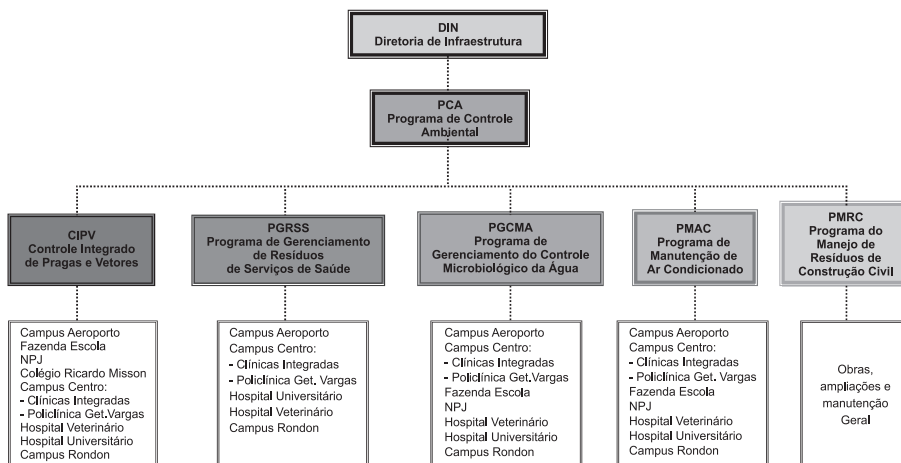 DIN
Diretoria de Infraestrutura
PCA
Programa de Controle
Ambiental
CIPV
Controle Integrado
de Pragas e Vetores
PGRSS
Programa de Gerenciamento
de Resíduos
de Serviços de Saúde
PGCMA
Programa de
Gerenciamento do Controle
Microbiológico da Água
PMAC
Programa de
Manutenção de
Ar Condicionado
PMRC
Programa do
Manejo de
Resíduos de
Construção Civil
Campus Aeroporto
Fazenda Escola
NPJ
Colégio Ricardo Misson
Campus Centro:
- Clínicas Integradas
- Policlínica Get.Vargas
Hospital Veterinário
Hospital Universitário
Campus Rondon
Campus Aeroporto
Campus Centro:
- Clínicas Integradas
- Policlínica Get. Vargas
Hospital Universitário
Hospital Veterinário
Campus Rondon
Campus Aeroporto
Campus Centro:
- Clínicas Integradas
- Policlínica Get.Vargas
Fazenda Escola
NPJ
Hospital Veterinário
Hospital Universitário
Campus Rondon
Campus Aeroporto
Campus Centro:
- Clínicas Integradas
- Policlínica Get. Vargas
Fazenda Escola
NPJ
Hospital Veterinário
Hospital Universitário
Campus Rondon
Obras,
ampliações e
manutenção
Geral